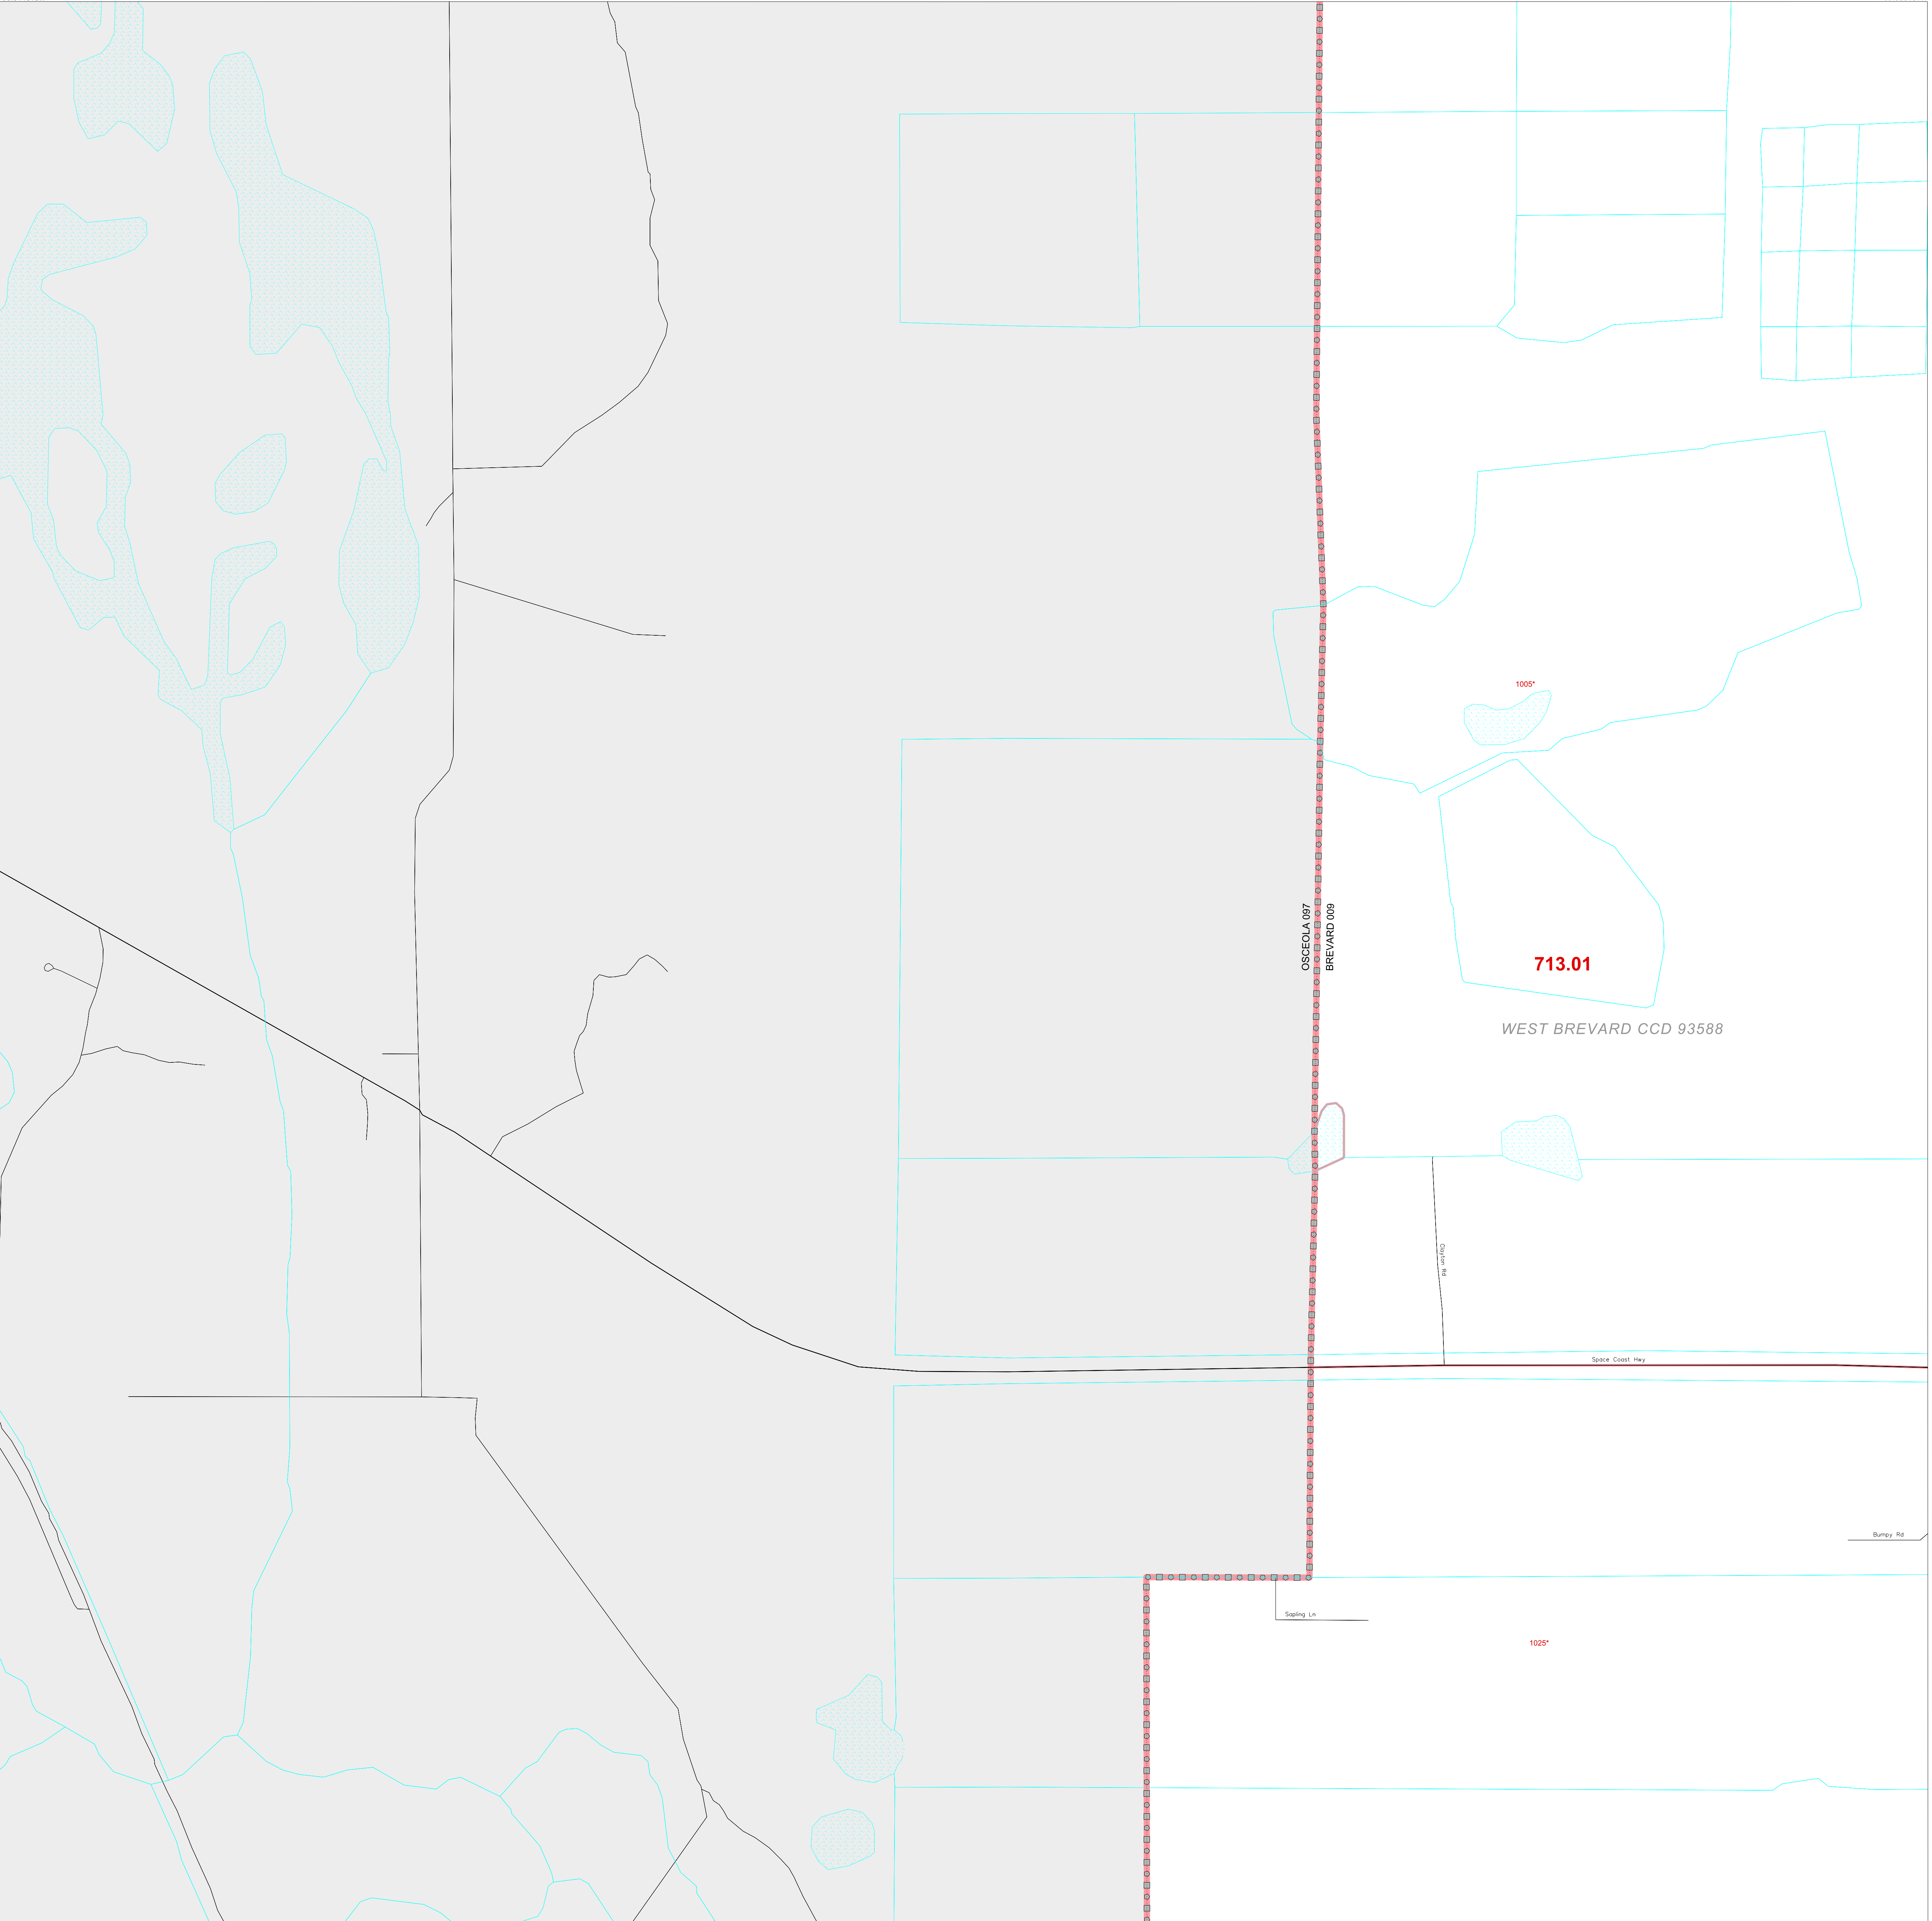 1005*
OSCEOLA 097
BREVARD 009
713.01
WEST BREVARD CCD 93588
Clayton Rd
Space Coast Hwy
Bumpy Rd
Sapling Ln
1025*